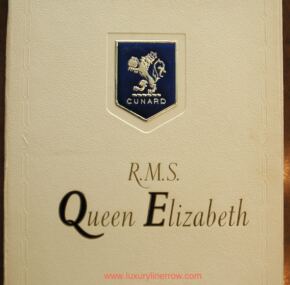 CUNARD
R.M.S.
Queen Elizabeth
www.luxurylinerrow.com